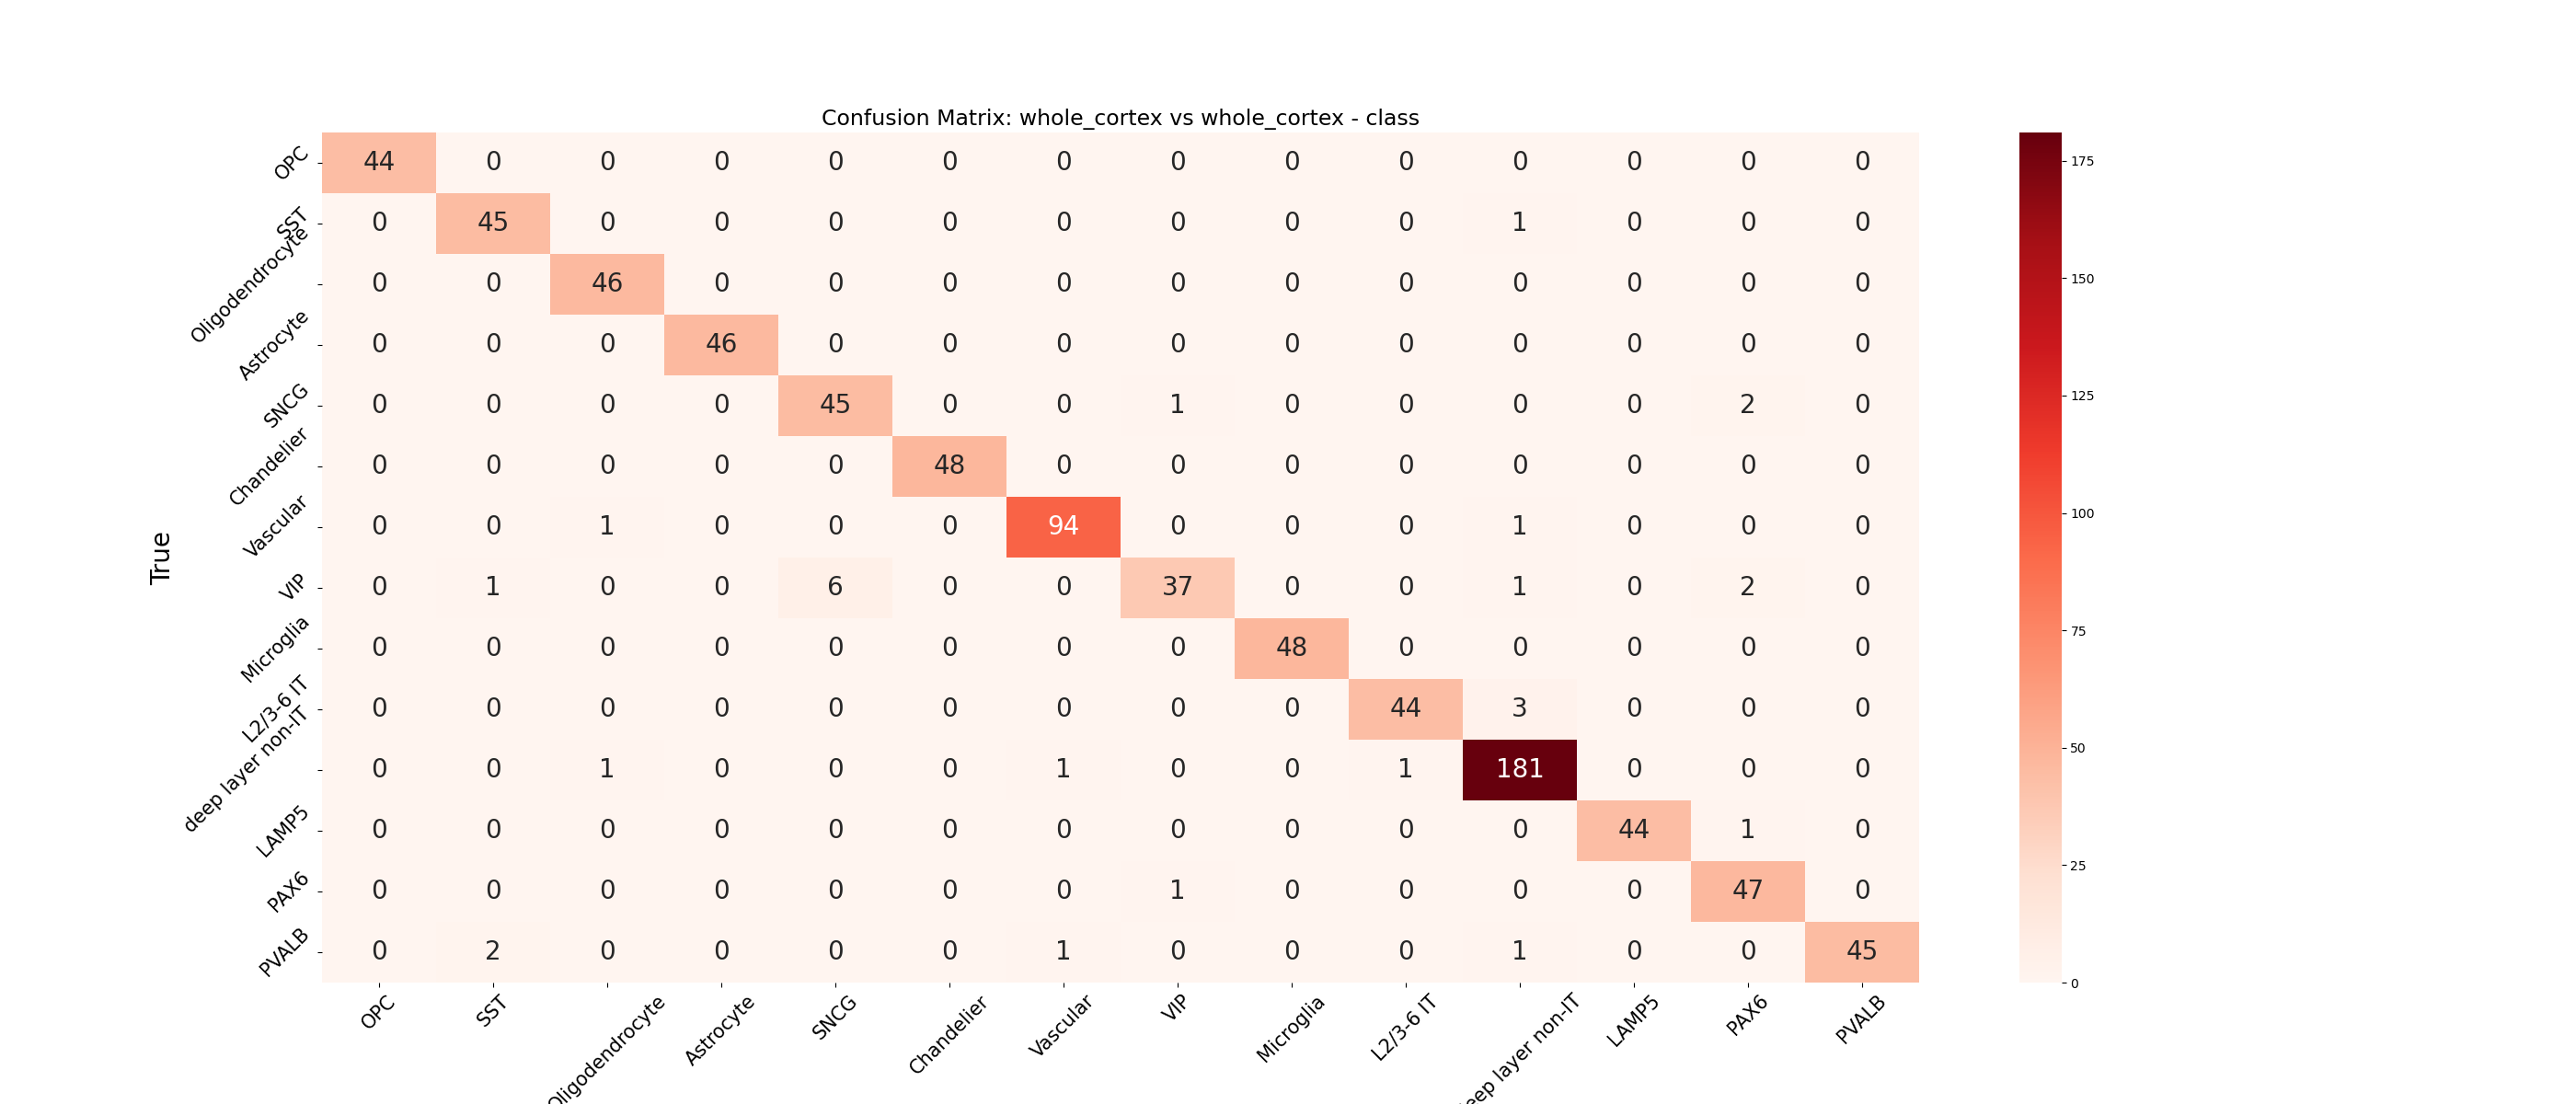 Confusion Matrix: whole_cortex vs whole_cortex - class
True
OPC 44 0 0 0 0 0 0 0 0 0 0 0 0 0
SST 0 45 0 0 0 0 0 0 0 0 1 0 0 0
Oligodendrocyte 0 0 46 0 0 0 0 0 0 0 0 0 0 0
Astrocyte 0 0 0 46 0 0 0 0 0 0 0 0 0 0
SNCG 0 0 0 0 45 0 0 1 0 0 0 0 2 0
Chandelier 0 0 0 0 0 48 0 0 0 0 0 0 0 0
Vascular 0 0 1 0 0 0 94 0 0 0 1 0 0 0
VIP 0 1 0 0 6 0 0 37 0 0 1 0 2 0
Microglia 0 0 0 0 0 0 0 0 48 0 0 0 0 0
L2/3-6 IT 0 0 0 0 0 0 0 0 0 44 3 0 0 0
deep layer non-IT 0 0 1 0 0 0 1 0 0 1 181 0 0 0
LAMP5 0 0 0 0 0 0 0 0 0 0 0 44 1 0
PAX6 0 0 0 0 0 0 0 1 0 0 0 0 47 0
PVALB 0 2 0 0 0 0 1 0 0 0 1 0 0 45
OPC SST Oligodendrocyte Astrocyte SNCG Chandelier Vascular VIP Microglia L2/3-6 IT eep layer non-IT LAMP5 PAX6 PVALB
175
150
125
100
75
50
25
0